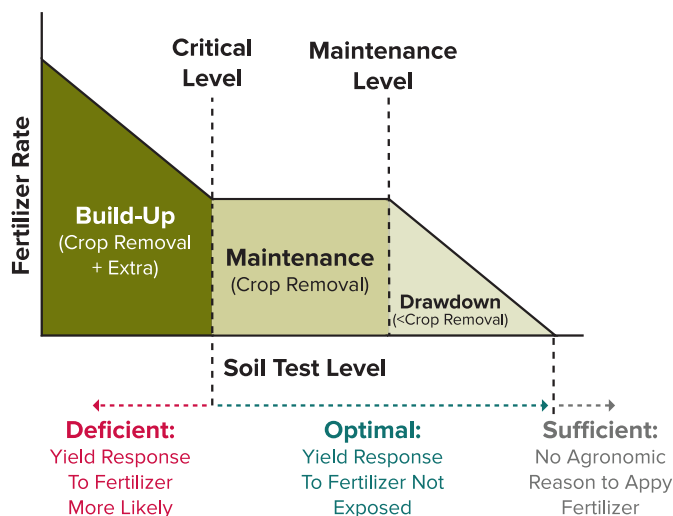 Critical
Level
Maintenance
Level
Fertilizer Rate
Build-Up
(Crop Removal
+ Extra)
Maintenance
(Crop Removal)
Drawdown
(<Crop Removal)
Soil Test Level
Deficient:
Yield Response
To Fertilizer
More Likely
Optimal:
Yield Response
To Fertilizer Not
Exposed
Sufficient:
No Agronomic
Reason to Appy
Fertilizer